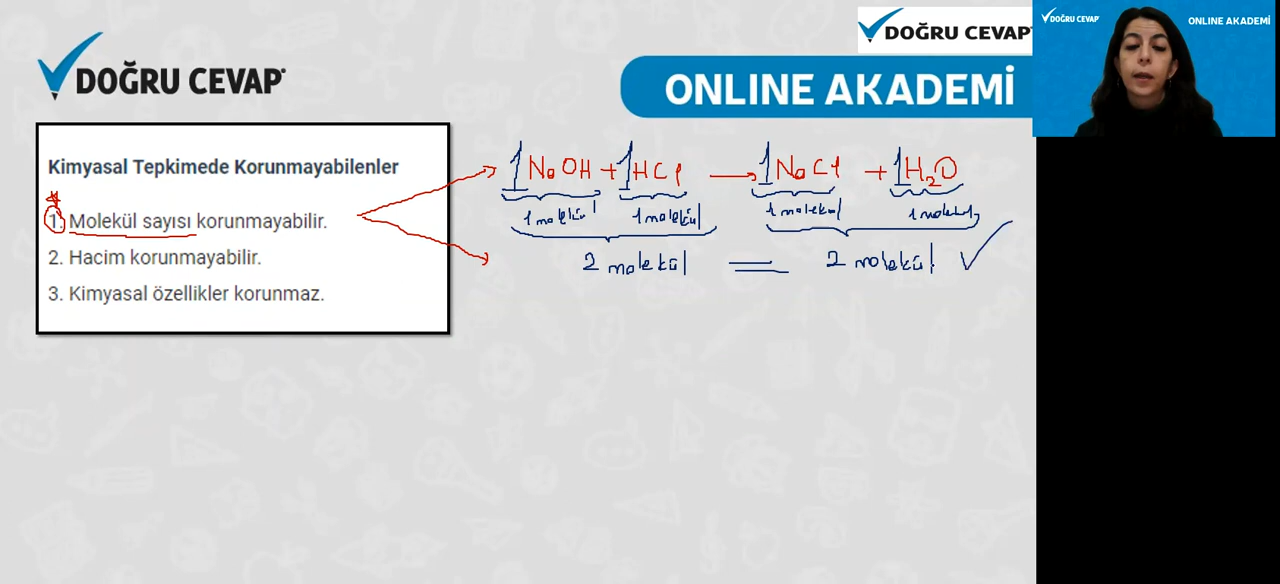 DOĞRU CEVAP
DOĞRU CEVAP
DOĞRU CEVAP
ONLINE AKADEMİ
ONLINE AKADEMİ
Kimyasal Tepkimede Korunmayabilenler
1. Molekül sayısı korunmayabilir.
2. Hacim korunmayabilir.
3. Kimyasal özellikler korunmaz.
1 NaOH + 1 HCl → 1 NaCl + 1 H₂O
1 molekül 1 molekül 1 molekül 1 molekül
2 molekül = 2 molekül ✓